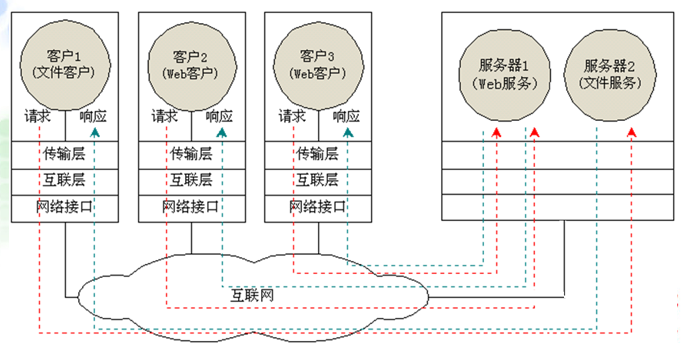 客户1
(文件客户)
客户2
(Web客户)
客户3
(Web客户)
服务器1
(Web服务)
服务器2
(文件服务)
请求
响应
请求
响应
请求
响应
传输层
传输层
传输层
互联层
互联层
互联层
网络接口
网络接口
网络接口
互联网